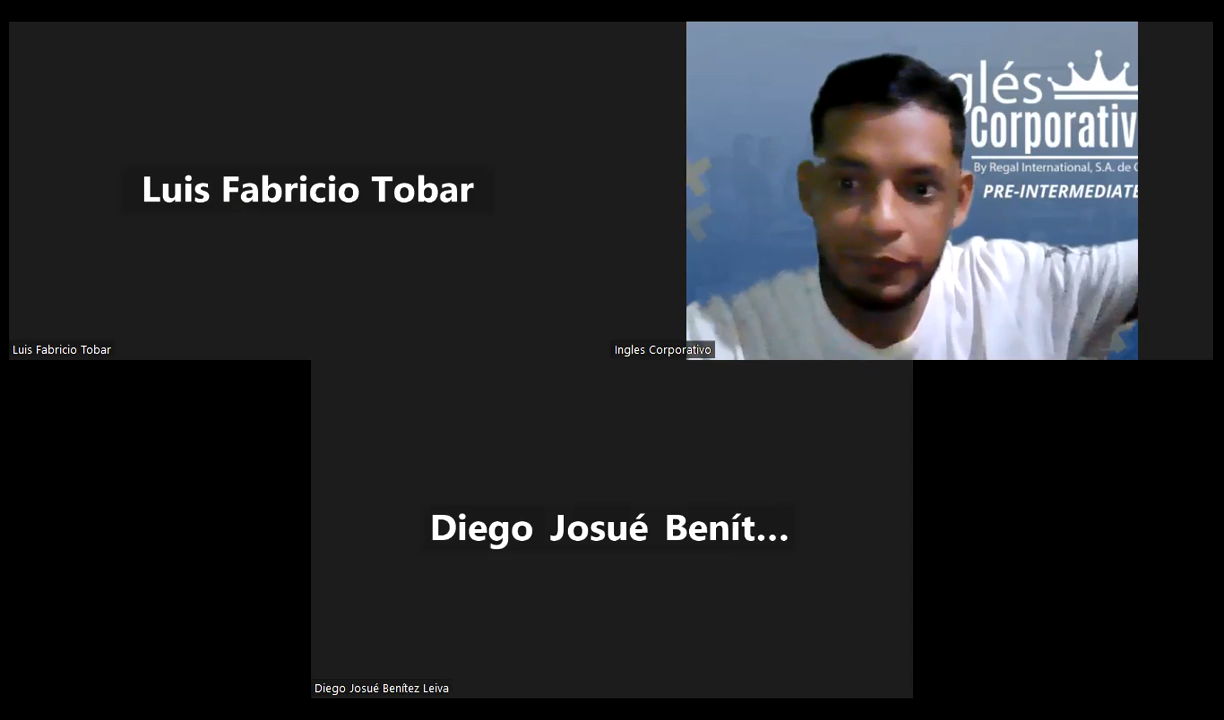 Luis Fabricio Tobar
glés
Corporativ
By Regal International, S.A. de C
PRE-INTERMEDIATE
Luis Fabricio Tobar
Ingles Corporativo
Diego Josué Benít...
Diego Josué Benítez Leiva